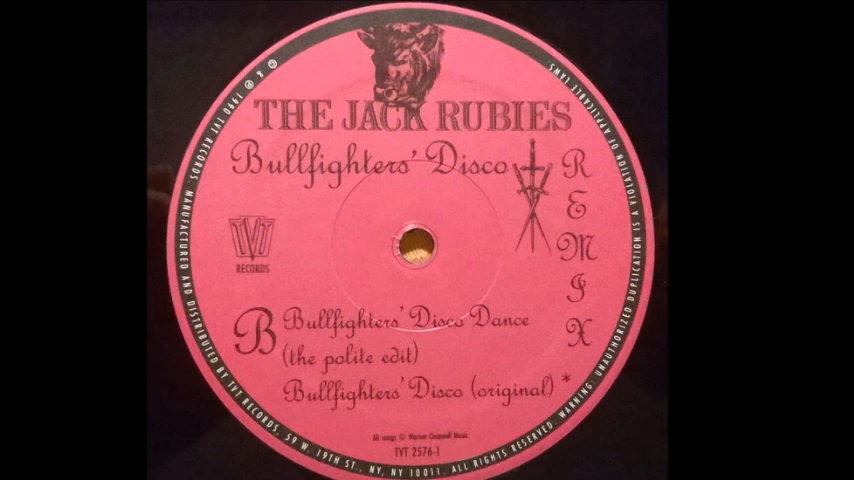 THE JACK RUBIES
Bullfighters' Disco
REMIX
TVT
RECORDS
B
Bullfighters' Disco Dance
(the polite edit)
Bullfighters' Disco (original) *
All songs © Warner Chappell Music
TVT 2576-1
© & ℗ 1990 TVT RECORDS. MANUFACTURED AND DISTRIBUTED BY TVT RECORDS, 59 W. 19TH ST., NY, NY 10011. ALL RIGHTS RESERVED. WARNING: UNAUTHORIZED DUPLICATION IS A VIOLATION OF APPLICABLE LAWS